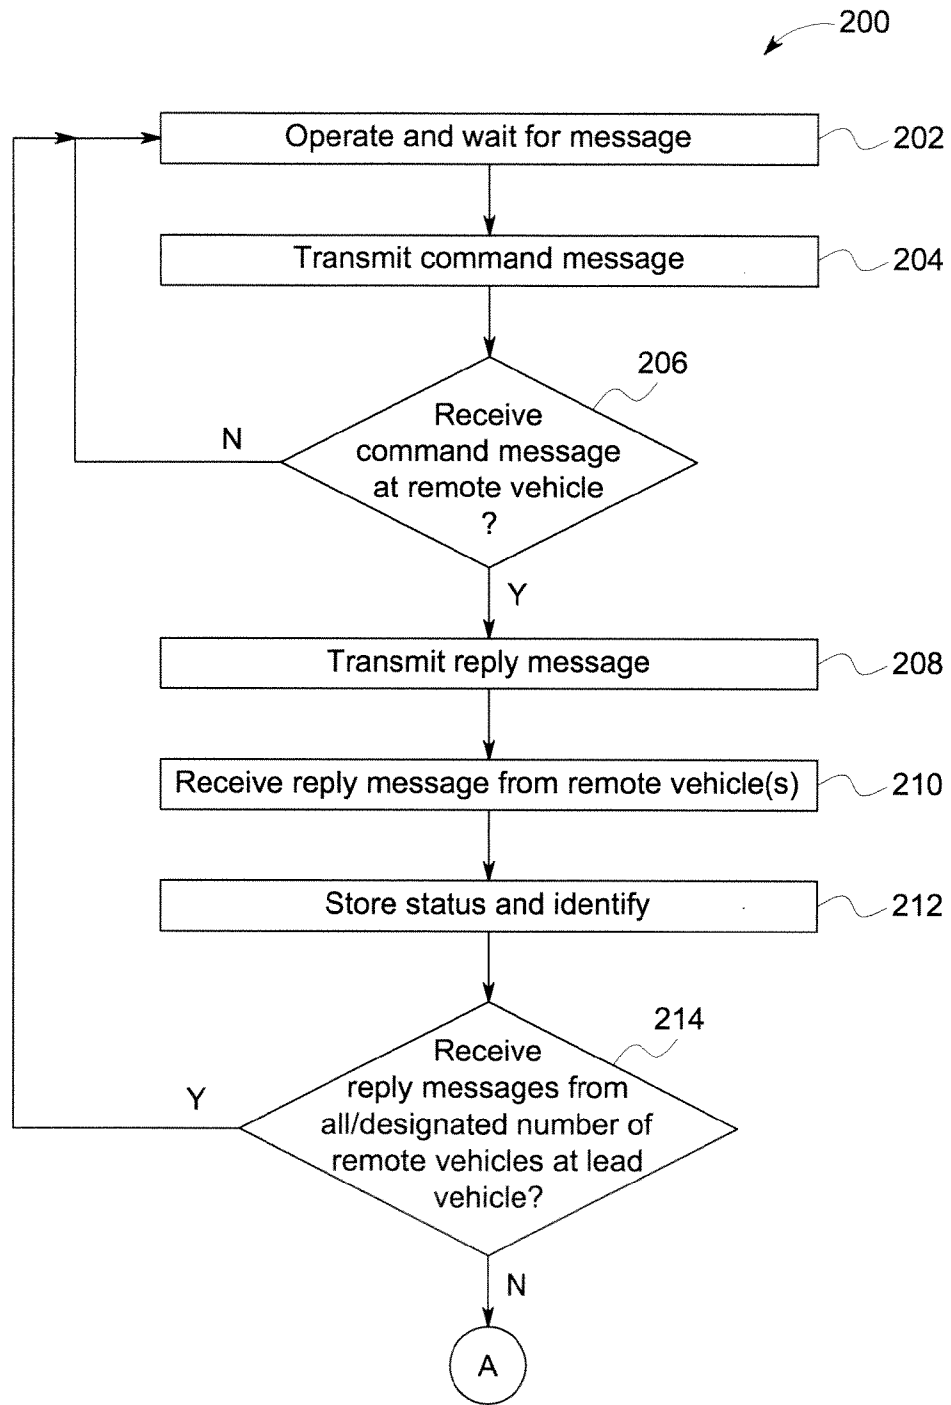 200
Operate and wait for message
202
Transmit command message
204
206
Receive
command message
at remote vehicle
?
N
Y
Transmit reply message
208
Receive reply message from remote vehicle(s)
210
Store status and identify
212
214
Receive
reply messages from
all/designated number of
remote vehicles at lead
vehicle?
Y
N
A